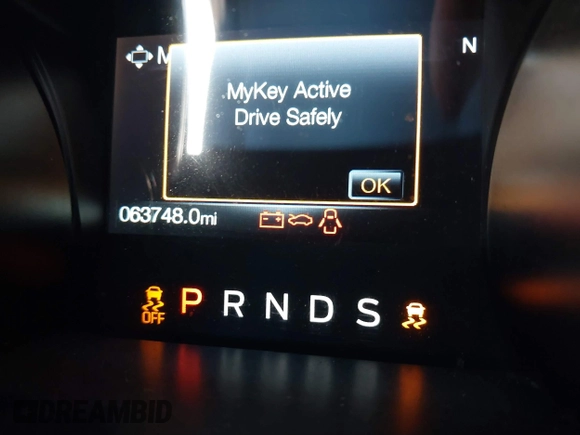 M
N
MyKey Active
Drive Safely
OK
063748.0mi
OFF
P R N D S
DREAMBID